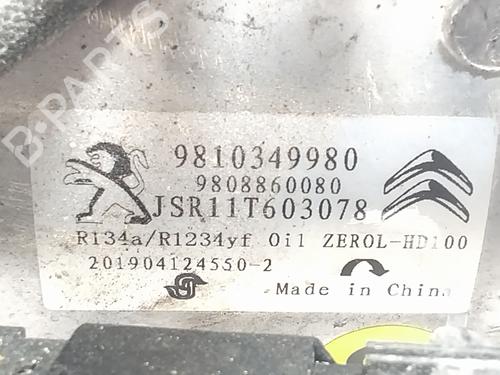 B-PARTS
9810349980
9808860080
JSR11T603078
R134a/R1234yf Oil ZEROL-HD100
201904124550-2
Made in China